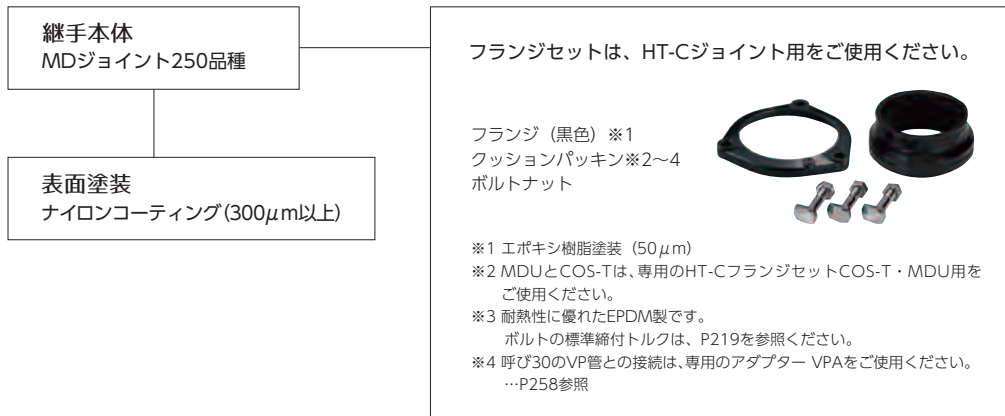 継手本体
MDジョイント250品種
表面塗装
ナイロンコーティング(300μm以上)
フランジセットは、HT-Cジョイント用をご使用ください。
フランジ（黒色）※1
クッションパッキン※2～4
ボルトナット
※1 エポキシ樹脂塗装（50μm）
※2 MDUとCOS-Tは、専用のHT-CフランジセットCOS-T・MDU用を
ご使用ください。
※3 耐熱性に優れたEPDM製です。
ボルトの標準締付トルクは、P219を参照ください。
※4 呼び30のVP管との接続は、専用のアダプター VPAをご使用ください。
…P258参照